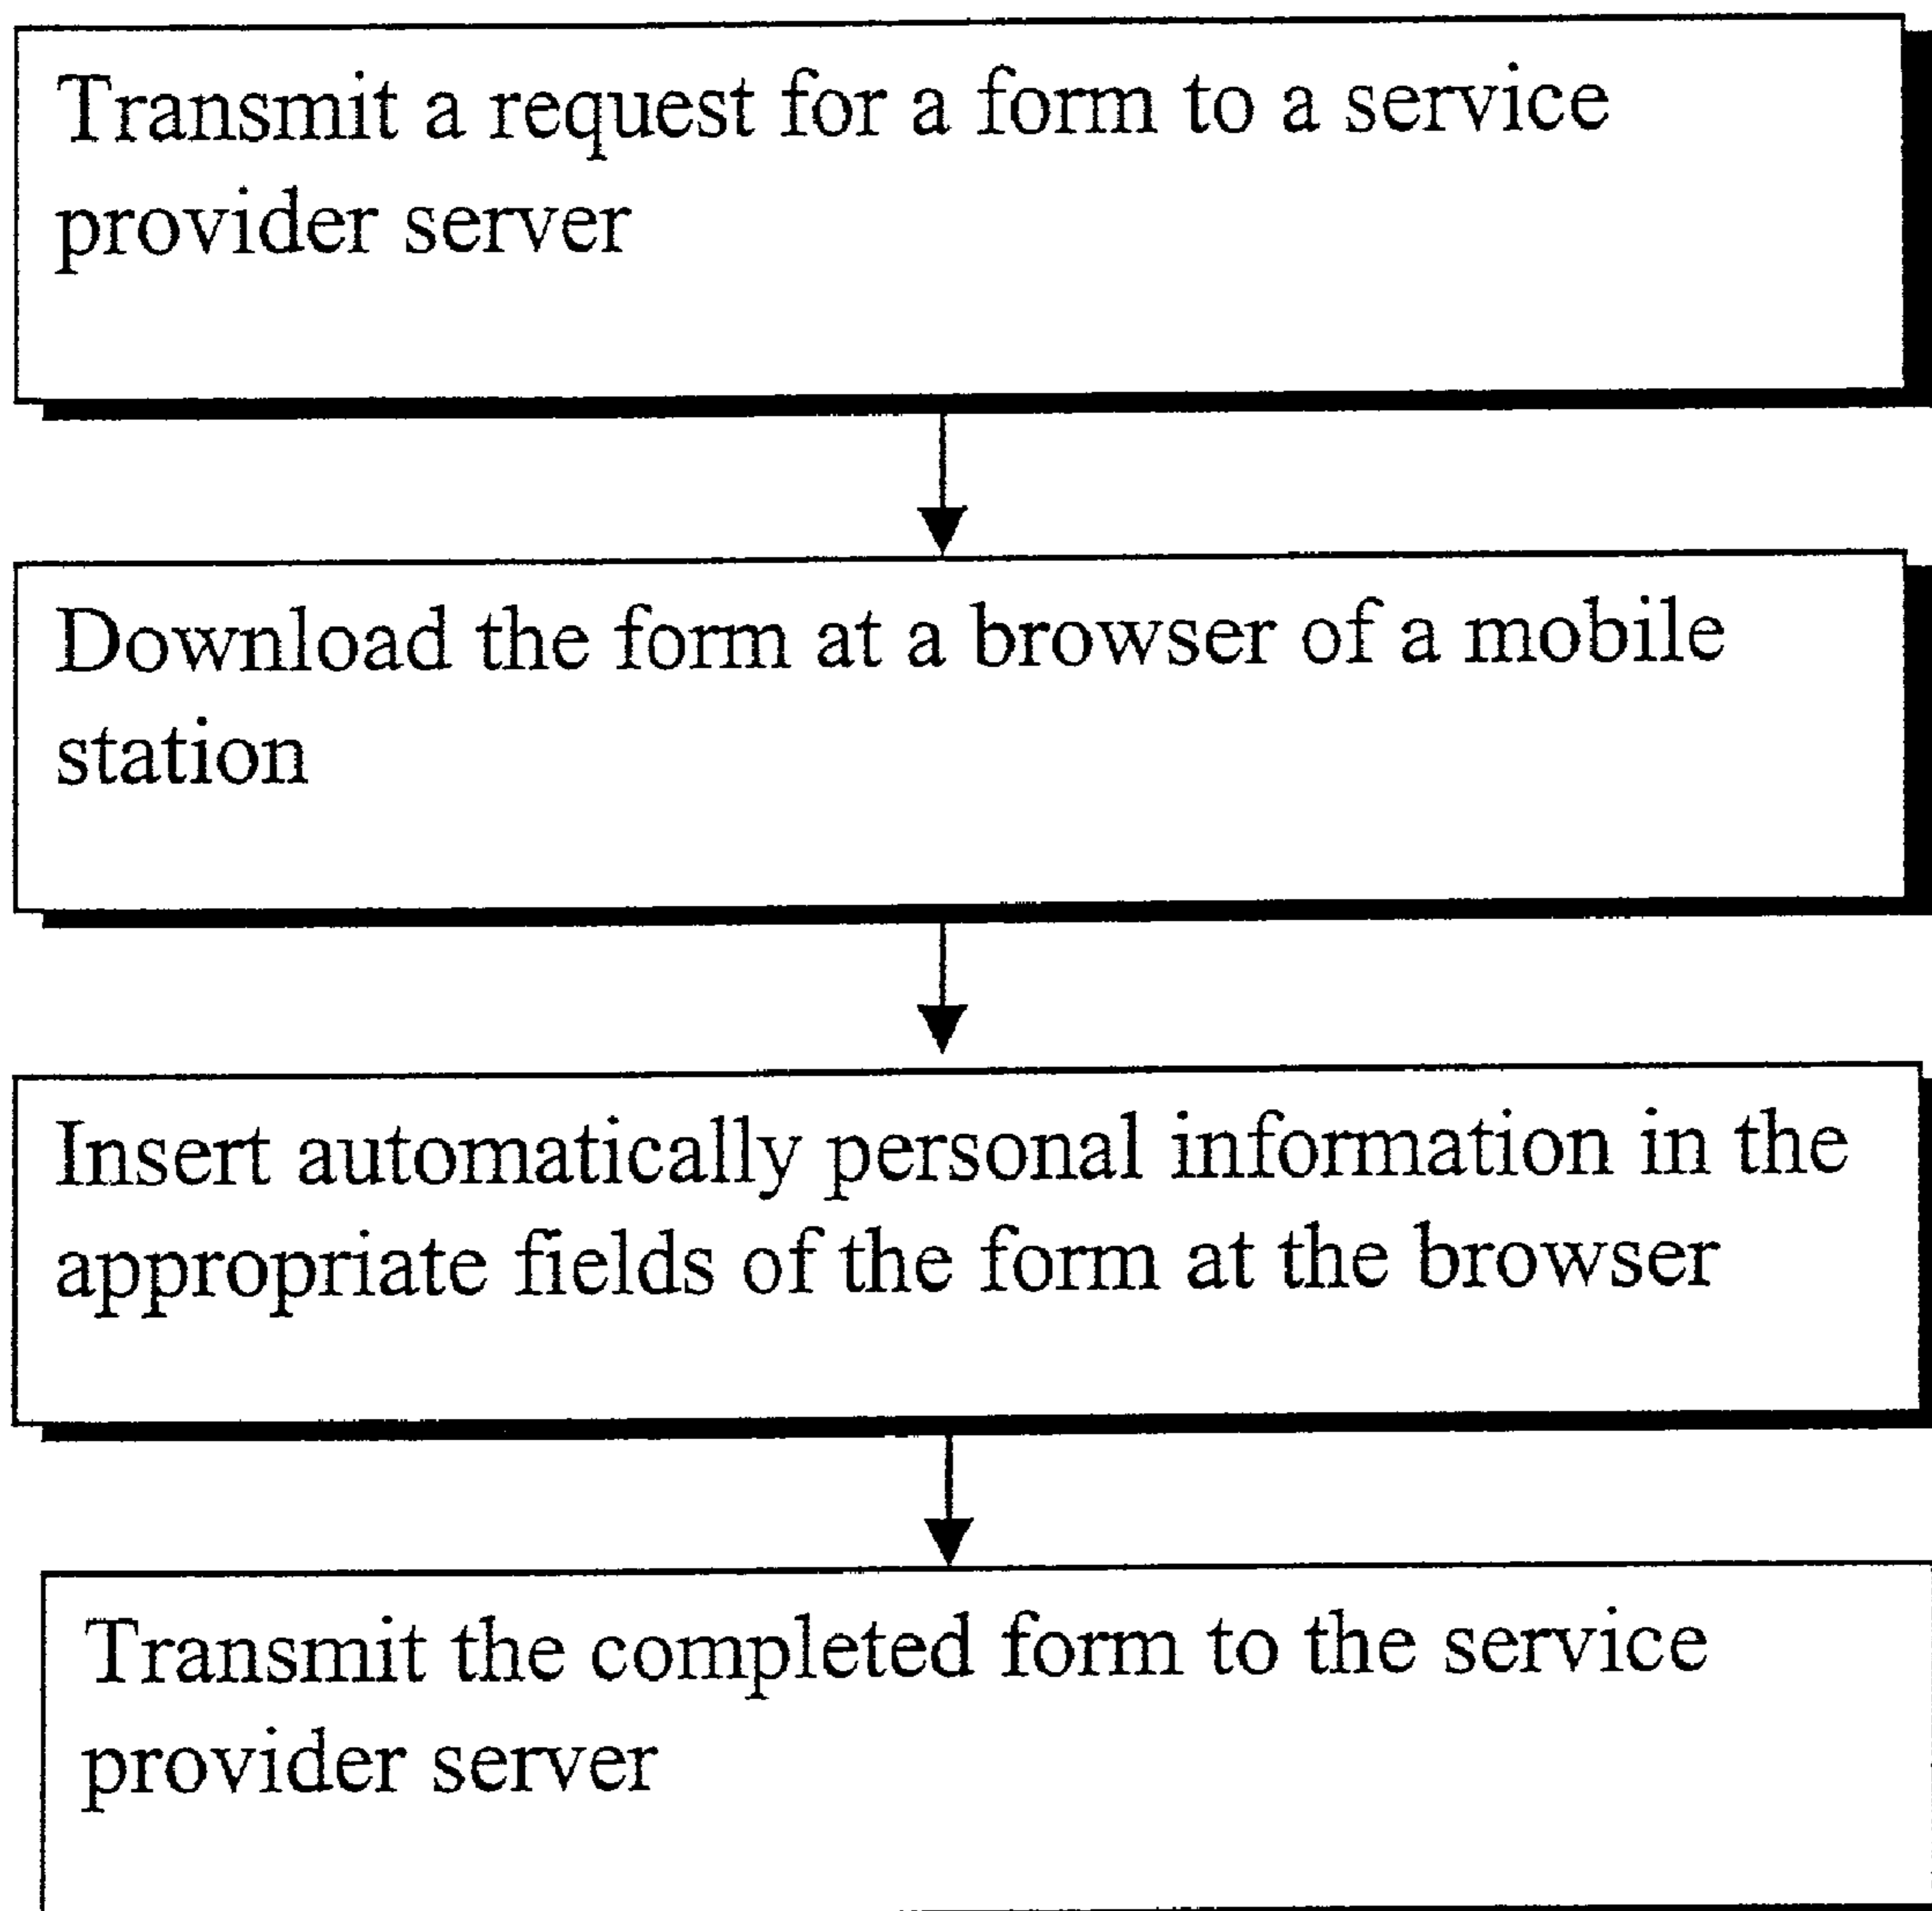 Transmit a request for a form to a service
provider server
Download the form at a browser of a mobile
station
Insert automatically personal information in the
appropriate fields of the form at the browser
Transmit the completed form to the service
provider server